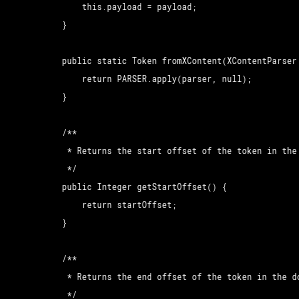 this.payload = payload;
}
public static Token fromXContent(XContentParser
return PARSER.apply(parser, null);
}
/**
* Returns the start offset of the token in the
*/
public Integer getStartOffset() {
return startOffset;
}
/**
* Returns the end offset of the token in the
*/